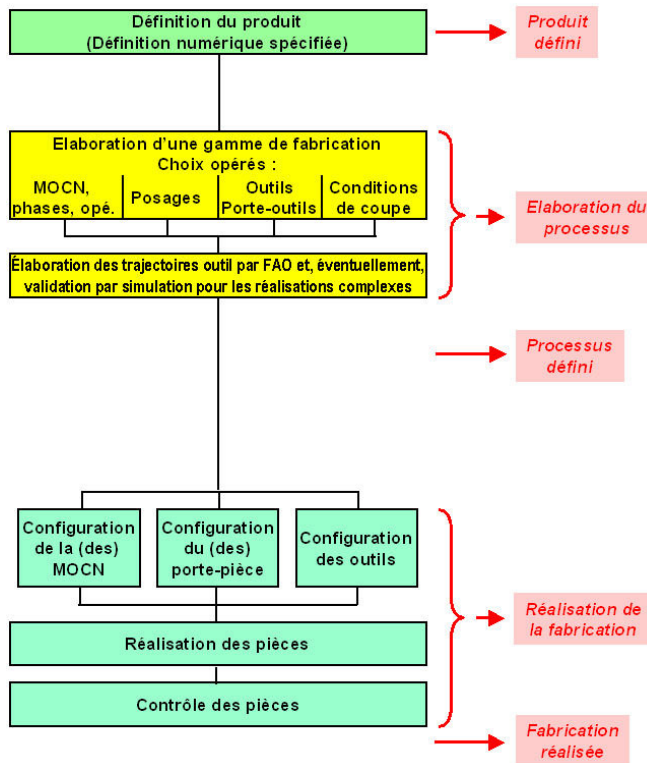 Définition du produit
(Définition numérique spécifiée)
Produit
défini
Elaboration d'une gamme de fabrication
Choix opérés :
MOCN,
phases, opé.
Posages
Outils
Porte-outils
Conditions
de coupe
Elaboration du
processus
Élaboration des trajectoires outil par FAO et, éventuellement,
validation par simulation pour les réalisations complexes
Processus
défini
Configuration
de la (des)
MOCN
Configuration
du (des)
porte-pièce
Configuration
des outils
Réalisation de
la fabrication
Réalisation des pièces
Contrôle des pièces
Fabrication
réalisée